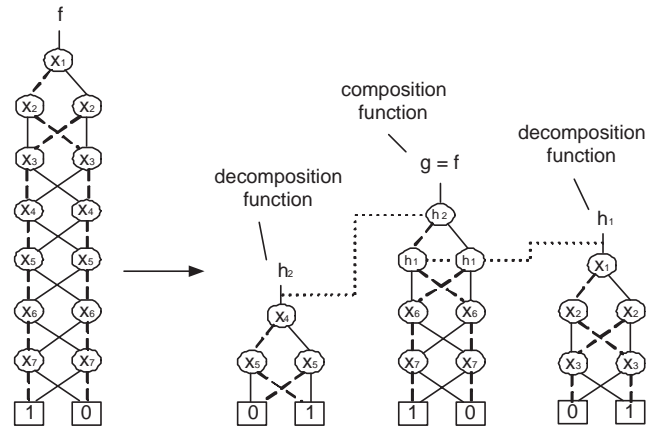 f
X1
X2 X2
X3 X3
X4 X4
X5 X5
X6 X6
X7 X7
1 0
decomposition
function
h2
X4
X5 X5
0 1
composition
function
g = f
h2
h1 h1
X6 X6
X7 X7
1 0
decomposition
function
h1
X1
X2 X2
X3 X3
0 1